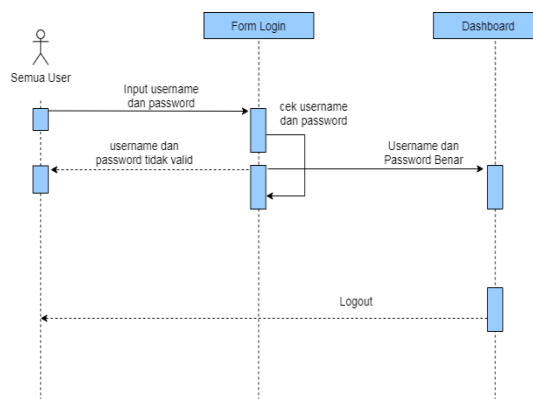 Form Login
Dashboard
Semua User
Input username
dan password
cek username
dan password
username dan
password tidak valid
Username dan
Password Benar
Logout